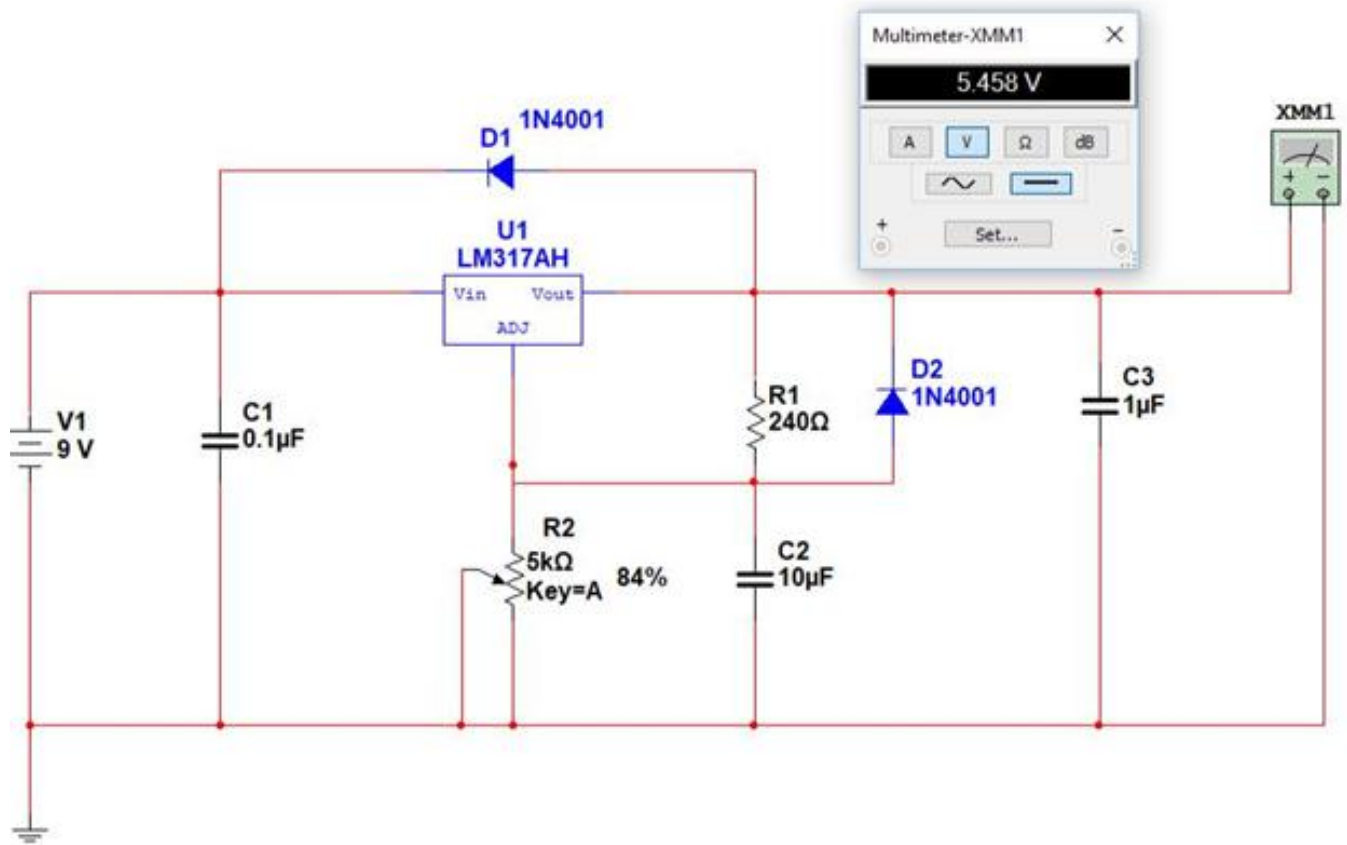 Multimeter-XMM1
5.458 V
A V Ω dB
+ Set... -
XMM1
+ -
1N4001
D1
U1
LM317AH
Vin Vout
ADJ
V1
9 V
C1
0.1µF
R1
240Ω
D2
1N4001
C3
1µF
R2
5kΩ
Key=A 84%
C2
10µF